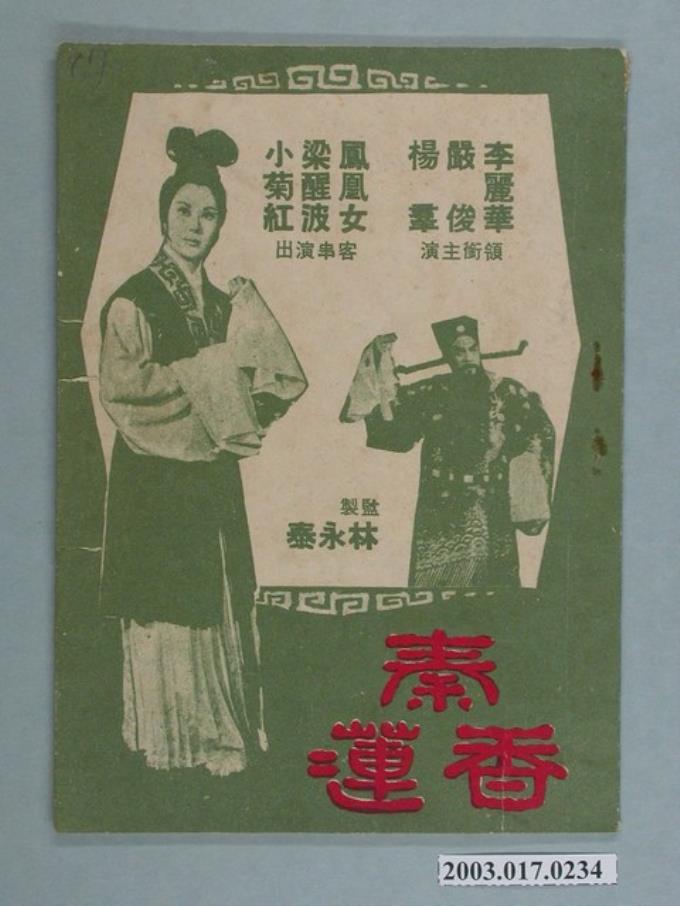 李麗華
嚴俊
楊羣
領銜主演
鳳凰女
梁醒波
小菊紅
客串演出
監製
林永泰
秦
香蓮
2003.017.0234